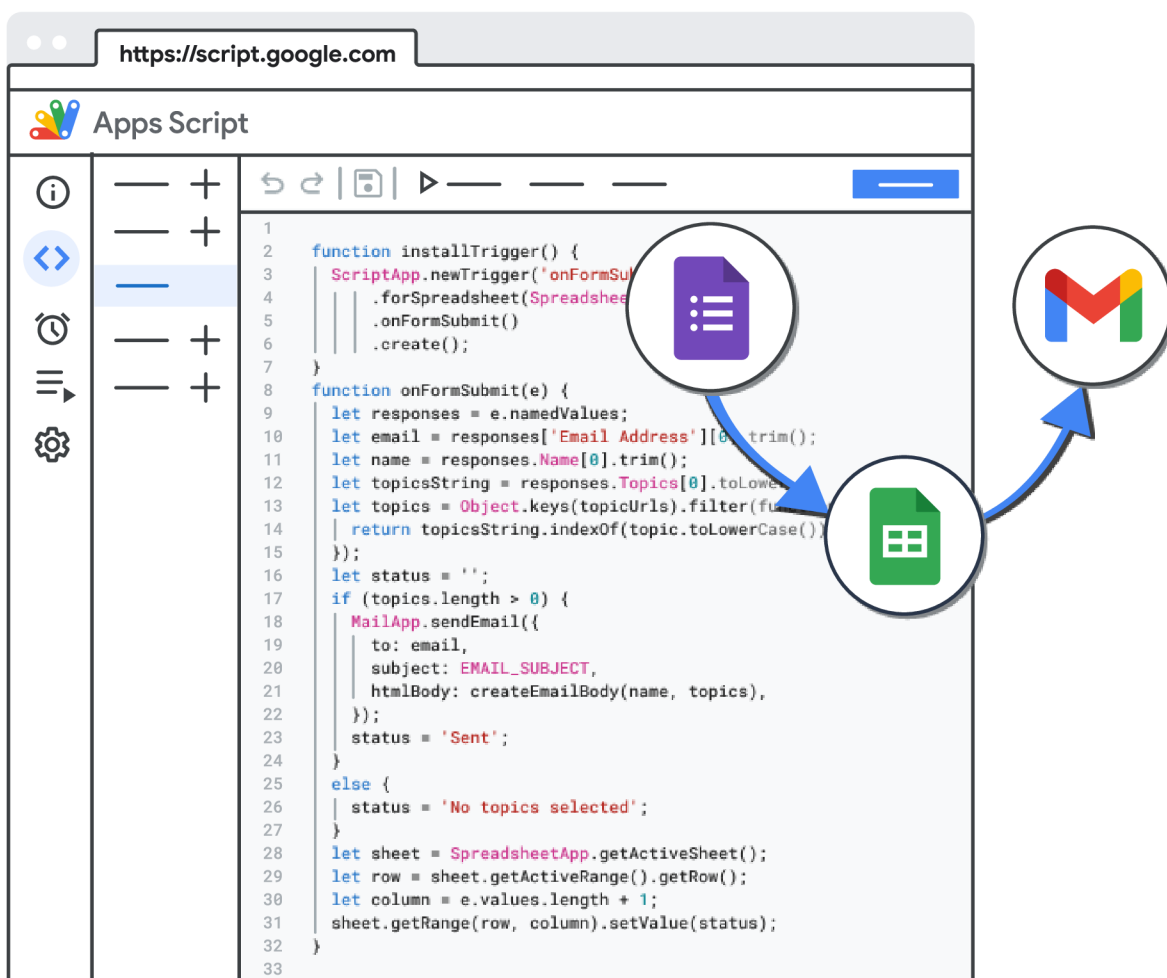 https://script.google.com
Apps Script
1
2 function installTrigger() {
3 ScriptApp.newTrigger('onFormSu
4 .forSpreadsheet(Spreadshee
5 .onFormSubmit()
6 .create();
7 }
8 function onFormSubmit(e) {
9 let responses = e.namedValues;
10 let email = responses['Email Address'][0].trim();
11 let name = responses.Name[0].trim();
12 let topicsString = responses.Topics[0].toLowe
13 let topics = Object.keys(topicUrls).filter(fu
14 return topicsString.indexOf(topic.toLowerCase())
15 });
16 let status = '';
17 if (topics.length > 0) {
18 MailApp.sendEmail({
19 to: email,
20 subject: EMAIL_SUBJECT,
21 htmlBody: createEmailBody(name, topics),
22 });
23 status = 'Sent';
24 }
25 else {
26 status = 'No topics selected';
27 }
28 let sheet = SpreadsheetApp.getActiveSheet();
29 let row = sheet.getActiveRange().getRow();
30 let column = e.values.length + 1;
31 sheet.getRange(row, column).setValue(status);
32 }
33